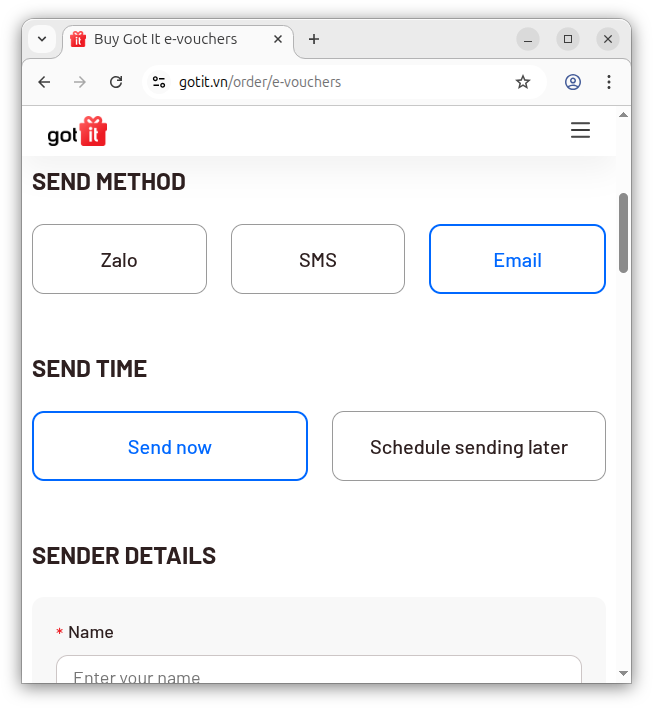 Buy Got It e-vouchers
gotit.vn/order/e-vouchers
got it
SEND METHOD
Zalo SMS Email
SEND TIME
Send now Schedule sending later
SENDER DETAILS
* Name
Enter your name